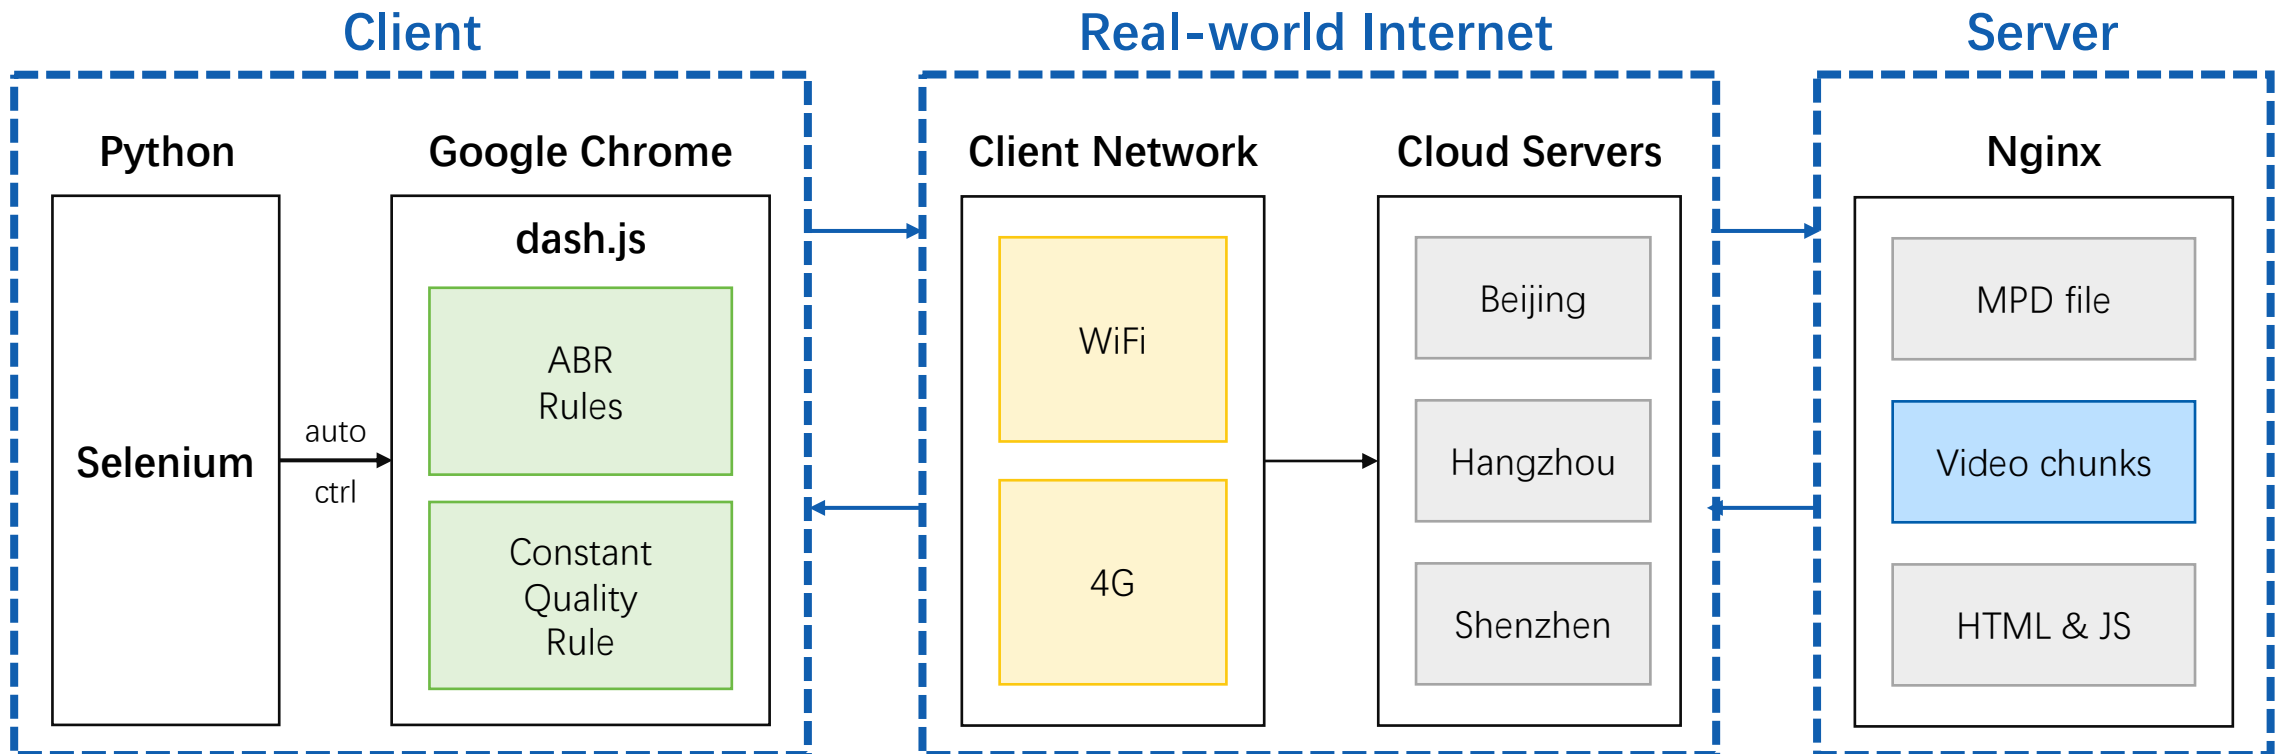 Client
Real-world Internet
Server
Python
Google Chrome
Client Network
Cloud Servers
Nginx
Selenium
auto
ctrl
dash.js
ABR
Rules
Constant
Quality
Rule
WiFi
4G
Beijing
Hangzhou
Shenzhen
MPD file
Video chunks
HTML & JS